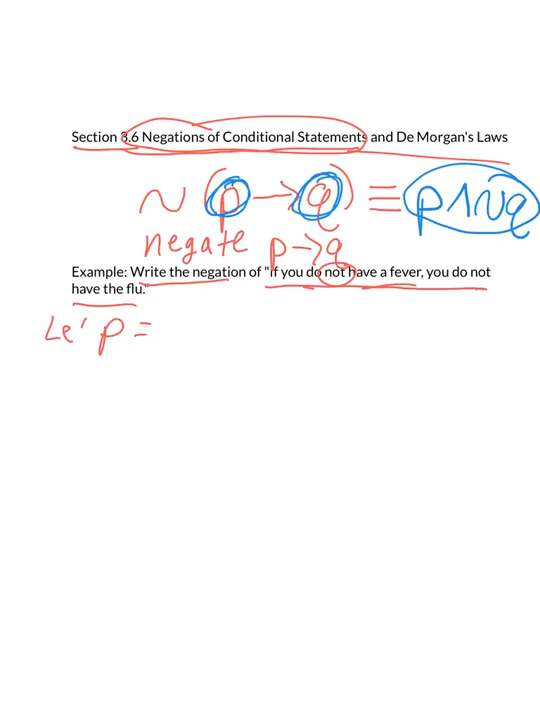 Section 3.6 Negations of Conditional Statements and De Morgan's Laws
~ (p → q) ≡ p ∧ ~q
negate p → q
Example: Write the negation of "If you do not have a fever, you do not
have the flu."
Le' p =